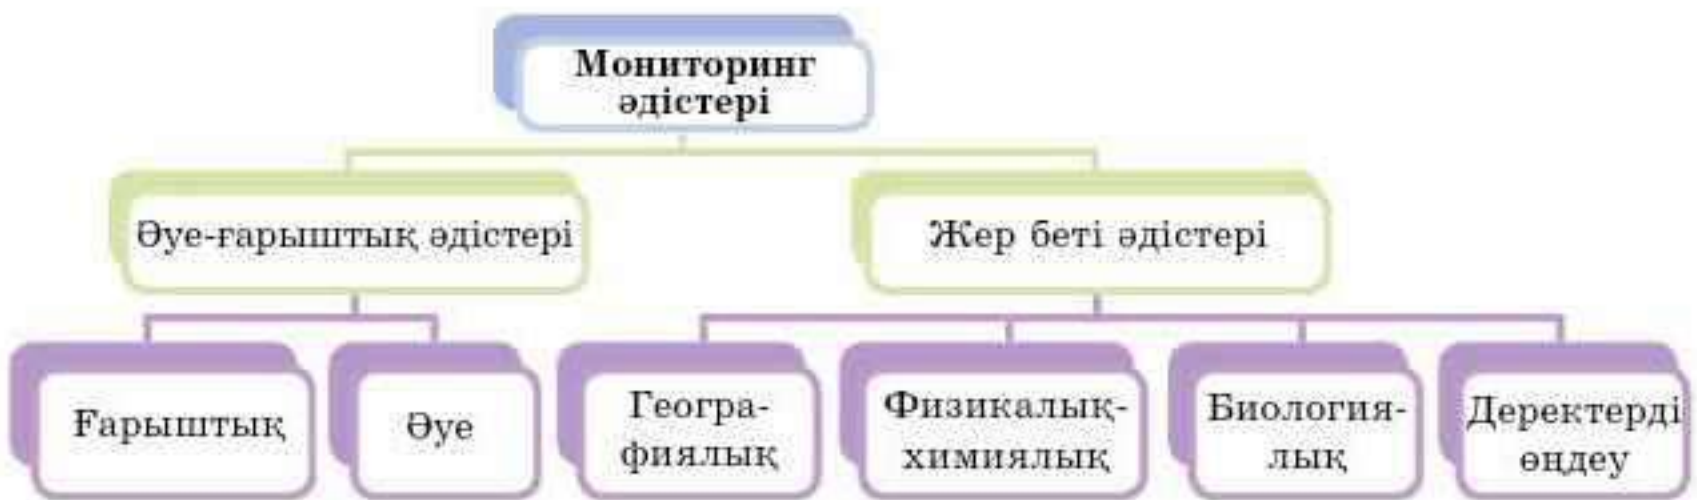 Мониторинг
әдістері
Әуе-ғарыштық әдістері
Жер беті әдістері
Ғарыштық
Әуе
Геогра-
фиялық
Физикалық-
химиялық
Биология-
лық
Деректерді
өңдеу